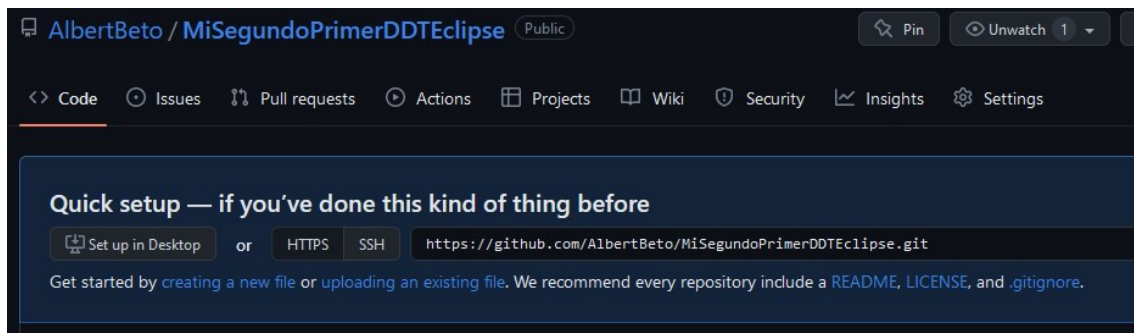 AlbertBeto / MiSegundoPrimerDDTEclipse Public Pin Unwatch 1
Code Issues Pull requests Actions Projects Wiki Security Insights Settings
Quick setup — if you've done this kind of thing before
Set up in Desktop or HTTPS SSH https://github.com/AlbertBeto/MiSegundoPrimerDDTEclipse.git
Get started by creating a new file or uploading an existing file. We recommend every repository include a README, LICENSE, and .gitignore.